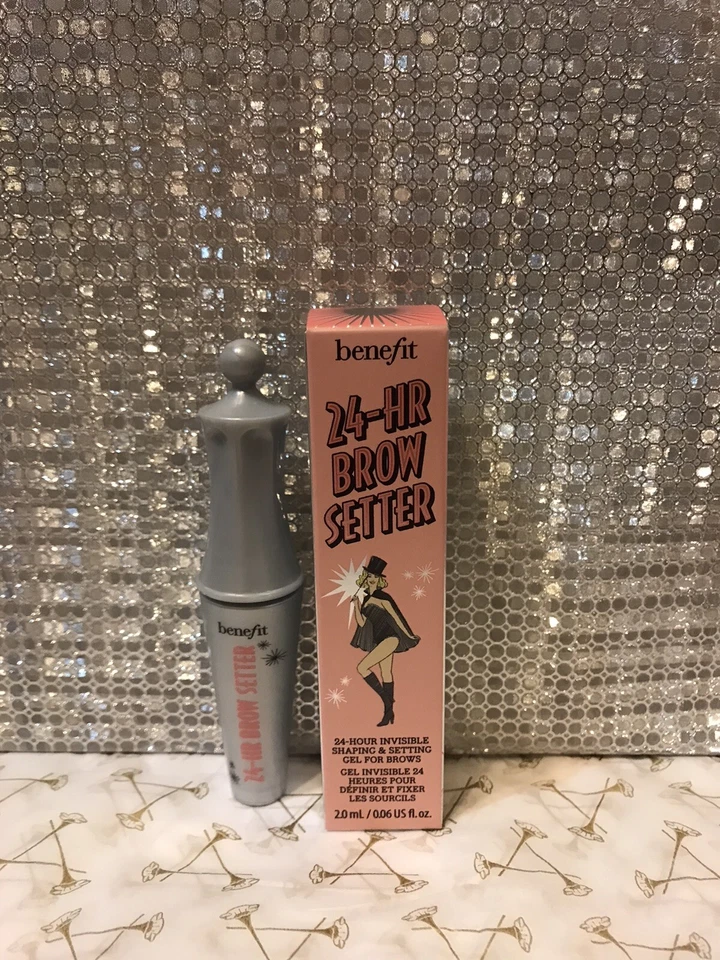 benefit
24-HR BROW SETTER
benefit
24-HR
BROW
SETTER
24-HOUR INVISIBLE
SHAPING & SETTING
GEL FOR BROWS
GEL INVISIBLE 24
HEURES POUR
DÉFINIR ET FIXER
LES SOURCILS
2.0 mL / 0.06 US fl. oz.